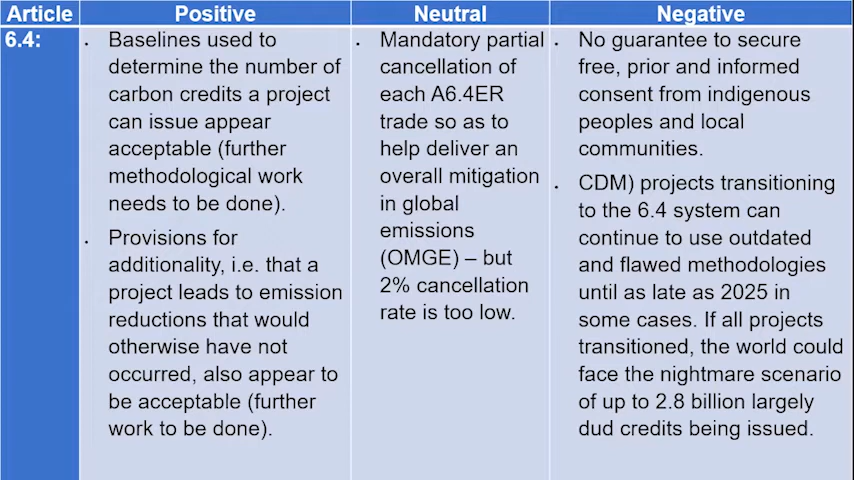 Article Positive Neutral Negative
6.4:
• Baselines used to
determine the number of
carbon credits a project
can issue appear
acceptable (further
methodological work
needs to be done).
• Provisions for
additionality, i.e. that a
project leads to emission
reductions that would
otherwise have not
occurred, also appear to
be acceptable (further
work to be done).
• Mandatory partial
cancellation of
each A6.4ER
trade so as to
help deliver an
overall mitigation
in global
emissions
(OMGE) – but
2% cancellation
rate is too low.
• No guarantee to secure
free, prior and informed
consent from indigenous
peoples and local
communities.
• CDM) projects transitioning
to the 6.4 system can
continue to use outdated
and flawed methodologies
until as late as 2025 in
some cases. If all projects
transitioned, the world could
face the nightmare scenario
of up to 2.8 billion largely
dud credits being issued.